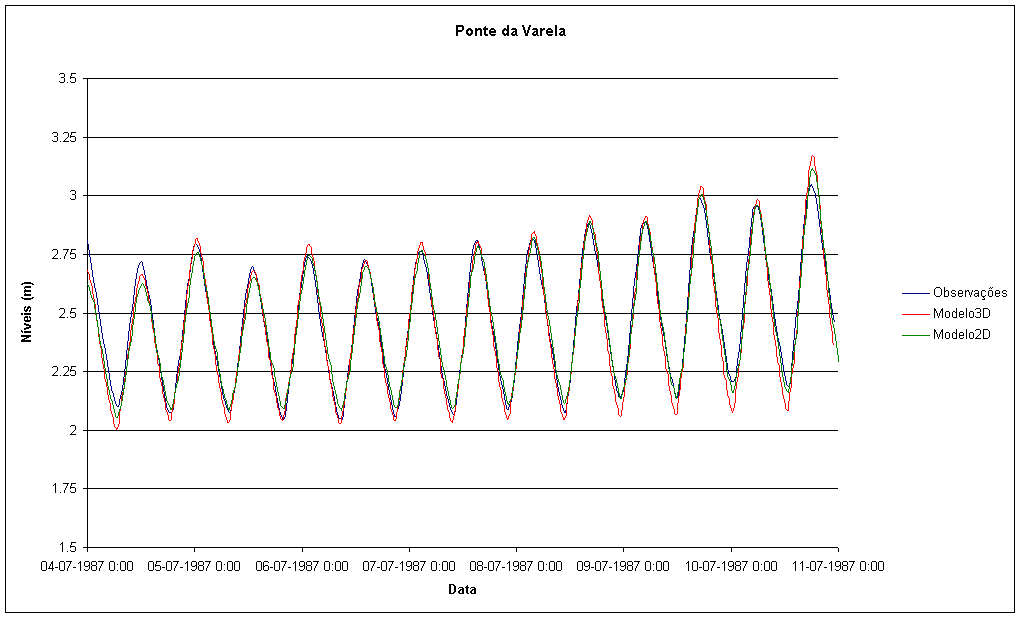 Ponte da Varela
3.5
3.25
3
2.75
2.5
2.25
2
1.75
1.5
Níveis (m)
04-07-1987 0:00 05-07-1987 0:00 06-07-1987 0:00 07-07-1987 0:00 08-07-1987 0:00 09-07-1987 0:00 10-07-1987 0:00 11-07-1987 0:00
Data
Observações
Modelo3D
Modelo2D